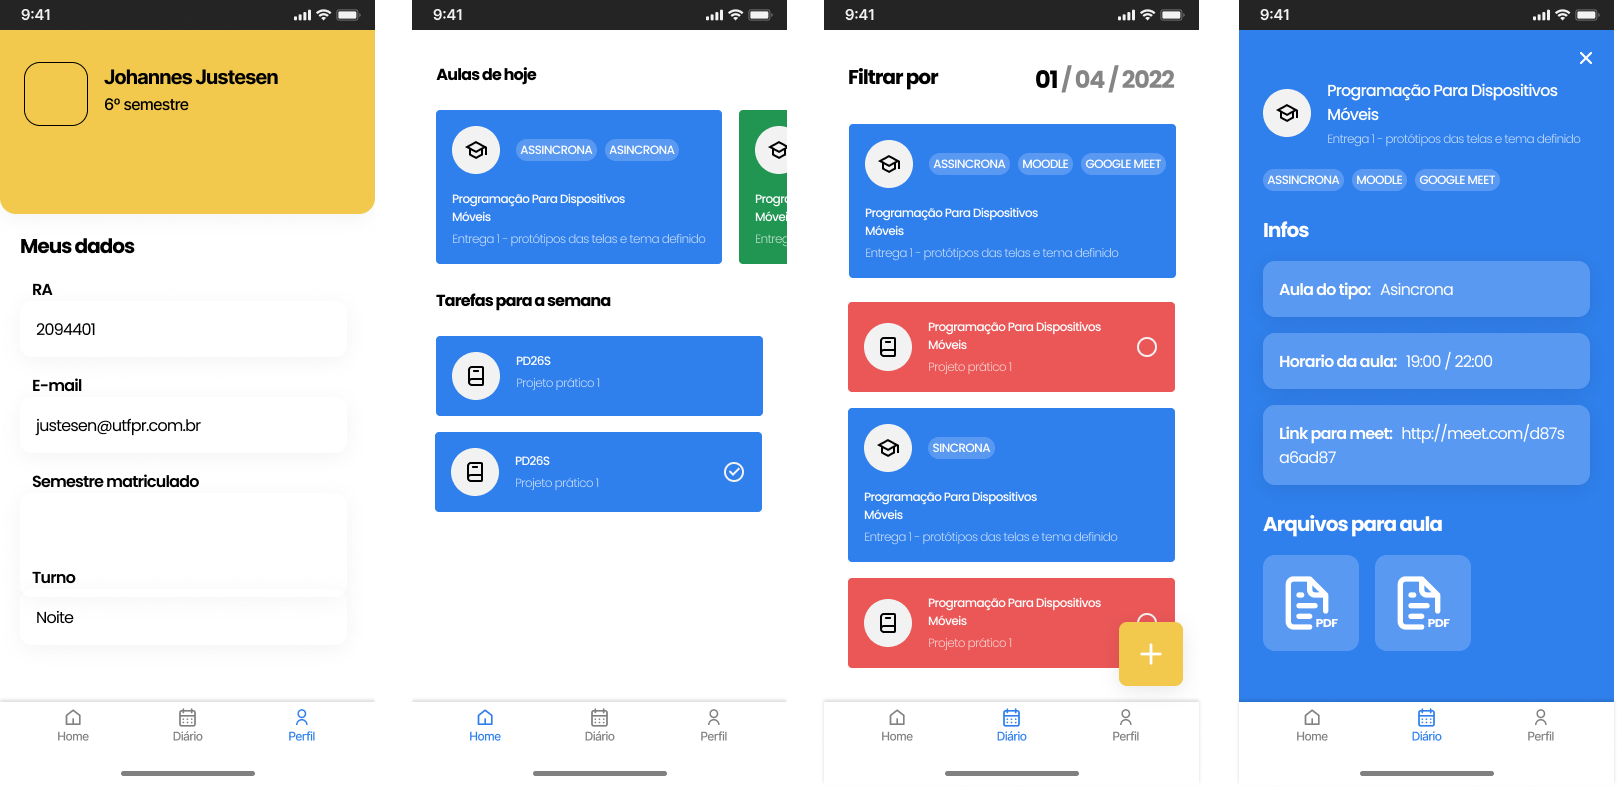 9:41
Johannes Justesen
6º semestre
Meus dados
RA
2094401
E-mail
justesen@utfpr.com.br
Semestre matriculado
Turno
Noite
Home
Diário
Perfil
9:41
Aulas de hoje
ASSINCRONA
ASINCRONA
Programação Para Dispositivos
Móveis
Entrega 1 - protótipos das telas e tema definido
Progra
Móvei
Entreg
Tarefas para a semana
PD26S
Projeto prático 1
PD26S
Projeto prático 1
Home
Diário
Perfil
9:41
Filtrar por
01 / 04 / 2022
ASSINCRONA
MOODLE
GOOGLE MEET
Programação Para Dispositivos
Móveis
Entrega 1 - protótipos das telas e tema definido
Programação Para Dispositivos
Móveis
Projeto prático 1
SINCRONA
Programação Para Dispositivos
Móveis
Entrega 1 - protótipos das telas e tema definido
Programação Para Dispositivos
Móveis
Projeto prático 1
Home
Diário
Perfil
9:41
Programação Para Dispositivos
Móveis
Entrega 1 - protótipos das telas e tema definido
ASSINCRONA
MOODLE
GOOGLE MEET
Infos
Aula do tipo: Asincrona
Horario da aula: 19:00 / 22:00
Link para meet: http://meet.com/d87s
a6ad87
Arquivos para aula
PDF
PDF
Home
Diário
Perfil